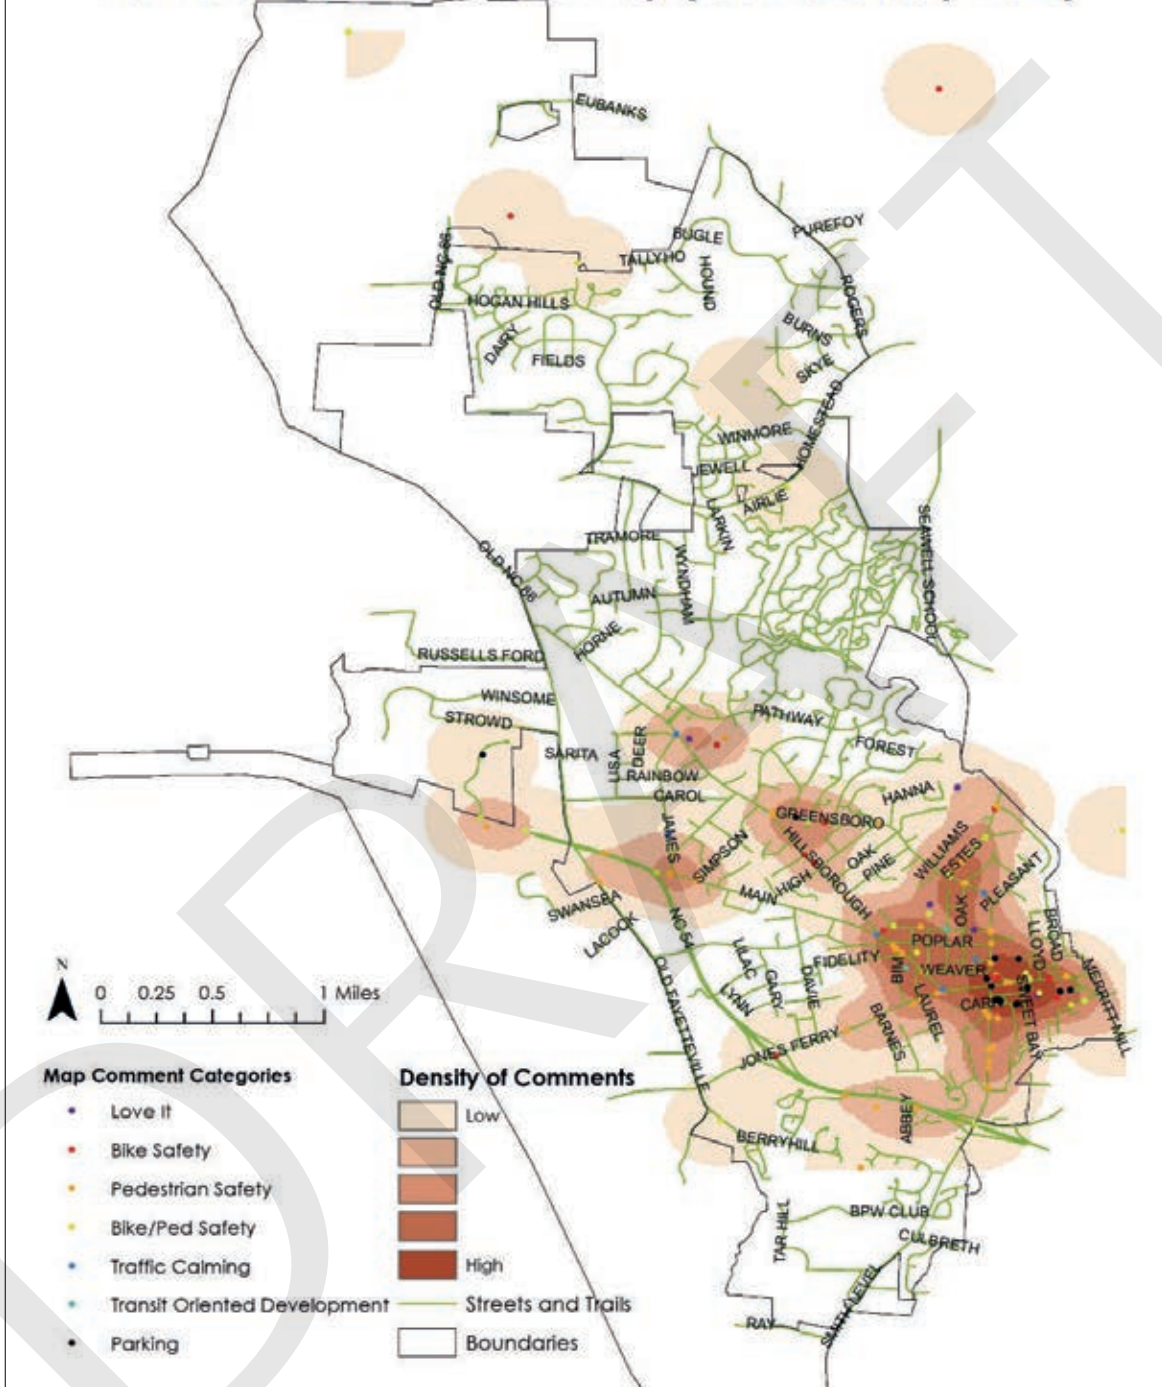 EUBANKS
PUREFOY
BUGLE
TALLYHO
HOUND
OLD NC 86
ROGERS
HOGAN HILLS
BURNS
DAIRY
FIELDS
SKYE
HOMESTEAD
WINMORE
JEWELL
AIRLIE
LARKIN
SEAWELL SCHOOL
TRAMORE
OLD NC 86
WYNDHAM
AUTUMN
HORNE
RUSSELLS FORD
WINSOME
STROWD
PATHWAY
SARITA
LISA
DEER
FOREST
RAINBOW
CAROL
HANNA
GREENSBORO
JAMES
SIMPSON
HILLSBOROUGH
OAK
PINE
WILLIAMS
ESTES
PLEASANT
MAIN
HIGH
SWANSEA
LACOCK
NC 54
OAK
BROAD
LLOYD
POPLAR
LILAC
GARY
DAVIE
FIDELITY
BIM
WEAVER
MERRITT MILL
OLD FAYETTEVILLE
LYNN
LAUREL
CARR
SWEET BAY
BARNES
JONES FERRY
ABBEY
BERRYHILL
TAR HILL
BPW CLUB
CULBRETH
SMITH LEVEL
RAY
N
0 0.25 0.5 1 Miles
Map Comment Categories
Love It
Bike Safety
Pedestrian Safety
Bike/Ped Safety
Traffic Calming
Transit Oriented Development
Parking
Density of Comments
Low
High
Streets and Trails
Boundaries
DRAFT